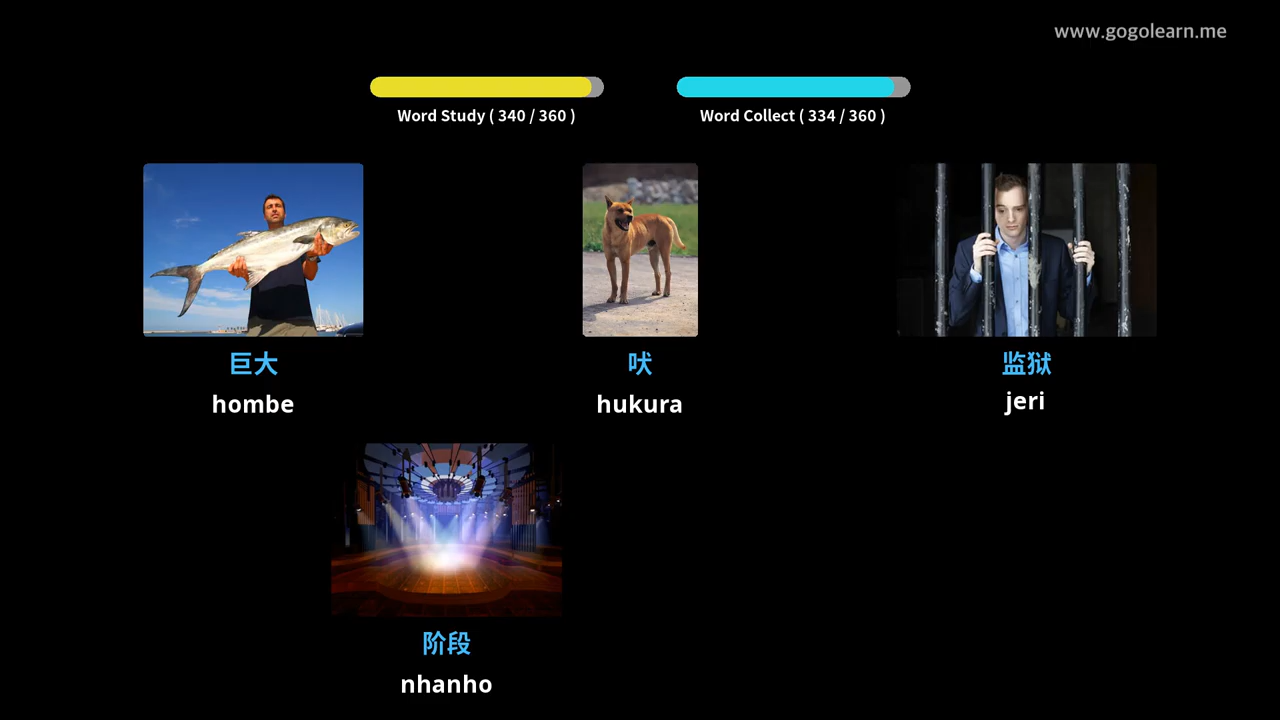 www.gogolearn.me
Word Study ( 340 / 360 )
Word Collect ( 334 / 360 )
巨大
hombe
吠
hukura
监狱
jeri
阶段
nhanho